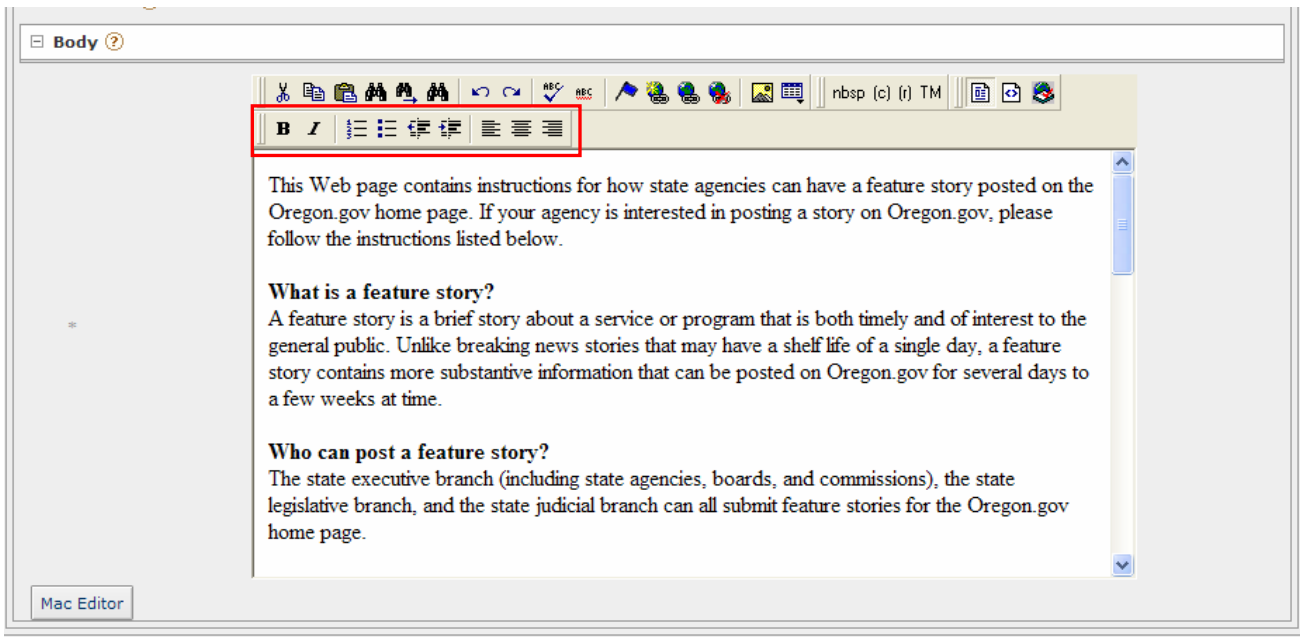 Body ?
ABC ABC nbsp (c) (r) TM
B I
This Web page contains instructions for how state agencies can have a feature story posted on the
Oregon.gov home page. If your agency is interested in posting a story on Oregon.gov, please
follow the instructions listed below.
What is a feature story?
A feature story is a brief story about a service or program that is both timely and of interest to the
general public. Unlike breaking news stories that may have a shelf life of a single day, a feature
story contains more substantive information that can be posted on Oregon.gov for several days to
a few weeks at time.
*
Who can post a feature story?
The state executive branch (including state agencies, boards, and commissions), the state
legislative branch, and the state judicial branch can all submit feature stories for the Oregon.gov
home page.
Mac Editor